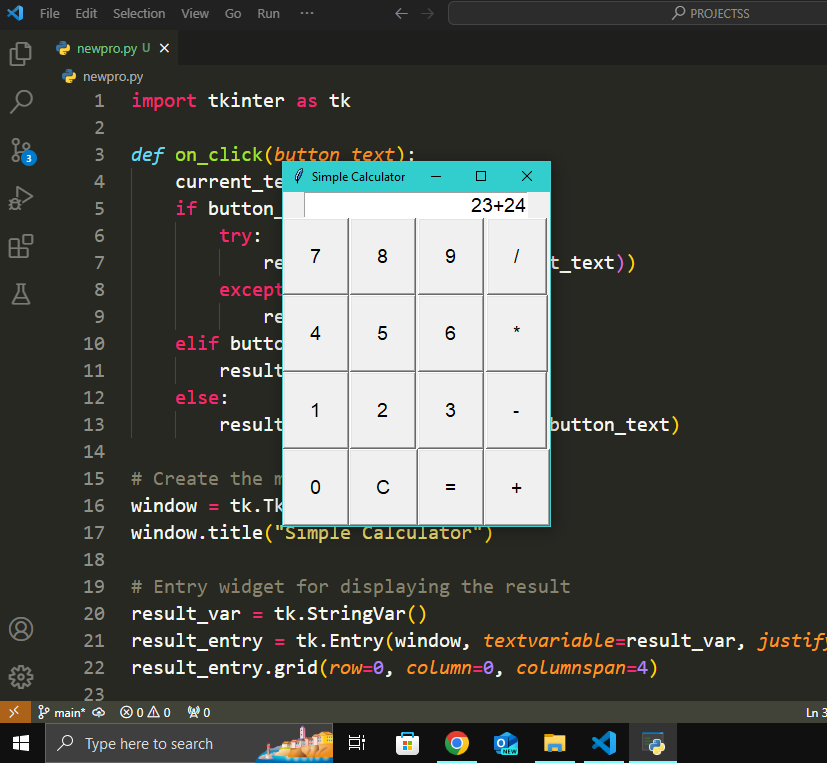 File Edit Selection View Go Run ··· ← → PROJECTSS
newpro.py U ×
newpro.py
1 import tkinter as tk
2
3 def on_click(button_text):
4 current_te
5 if button_
6 try:
7 re t_text))
8 except
9 re
10 elif butto
11 result
12 else:
13 result button_text)
14
15 # Create the m
16 window = tk.Tk
17 window.title("Simple Calculator")
18
19 # Entry widget for displaying the result
20 result_var = tk.StringVar()
21 result_entry = tk.Entry(window, textvariable=result_var, justify
22 result_entry.grid(row=0, column=0, columnspan=4)
23
Simple Calculator
23+24
7 8 9 /
4 5 6 *
1 2 3 -
0 C = +
3
main* 0 0 0 Ln 3
Type here to search
NEW